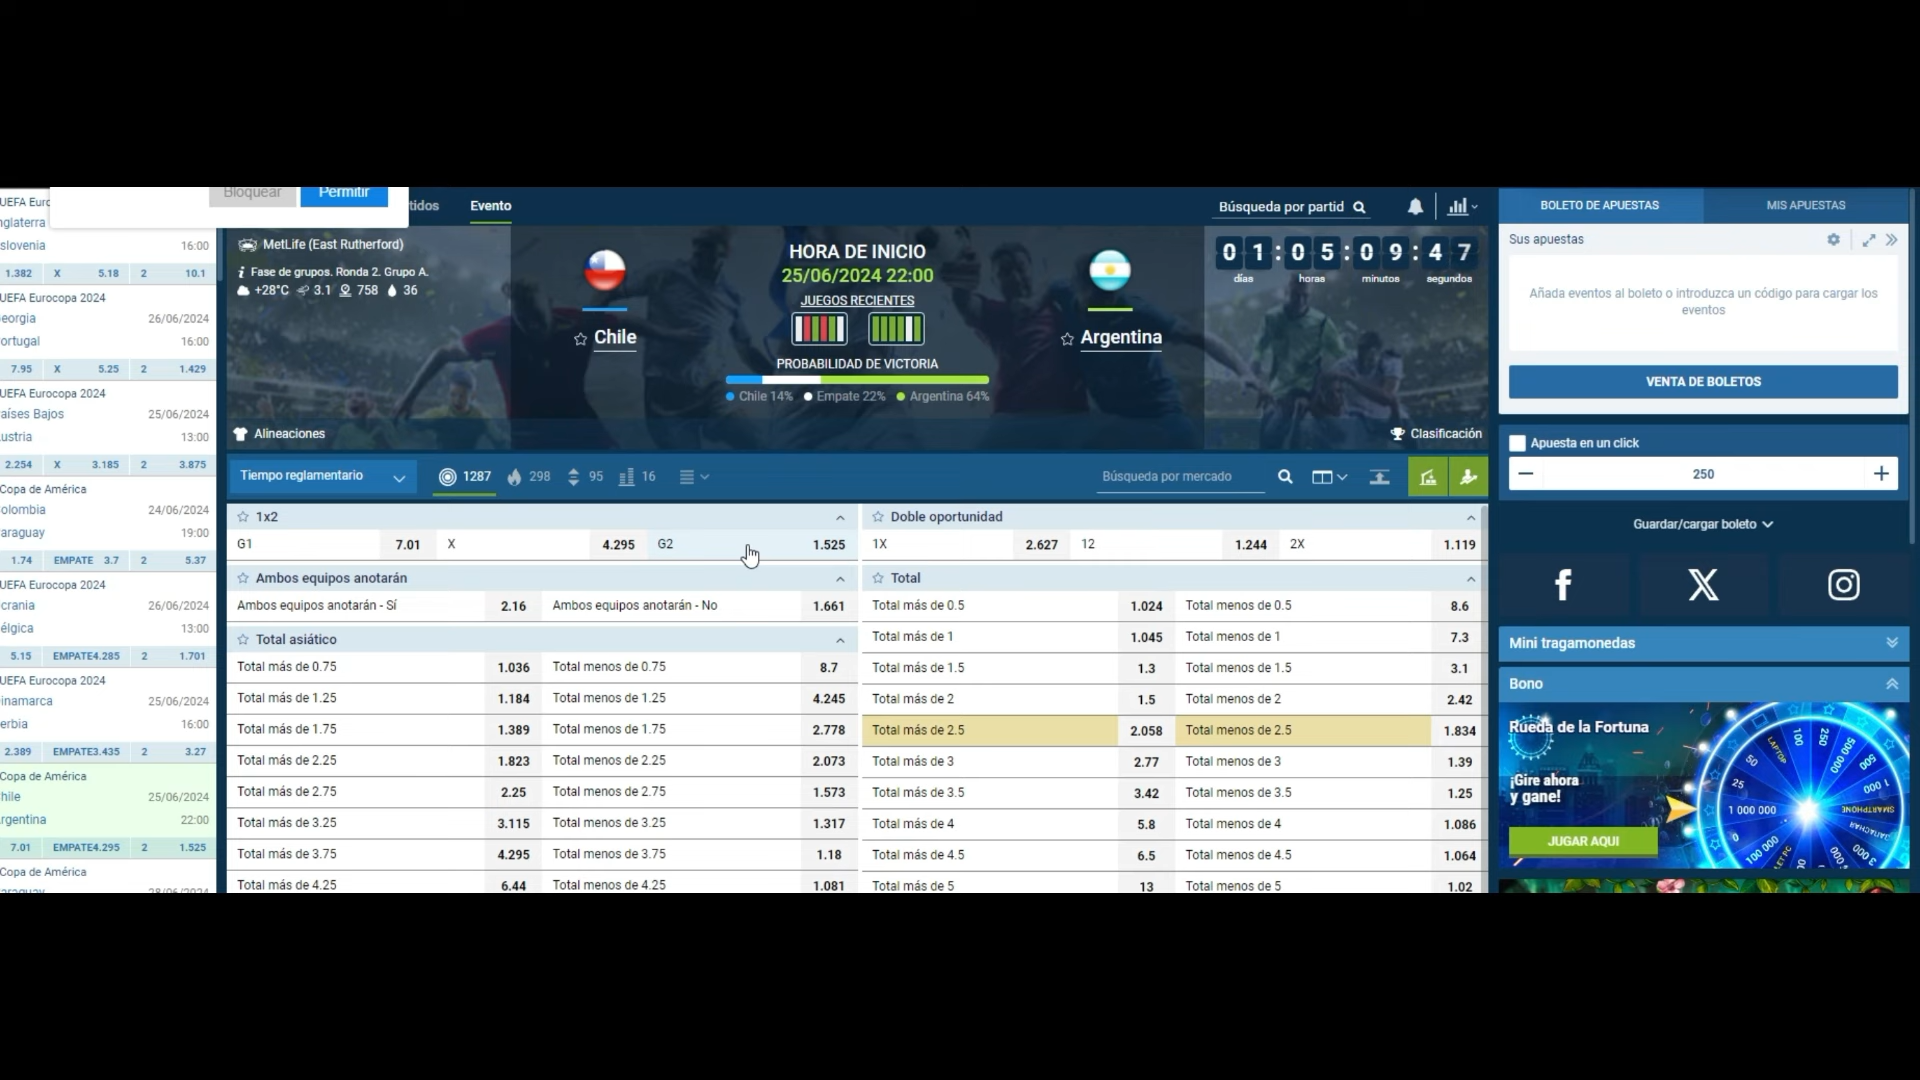 Bloquear
Permitir
UEFA Euro
nglaterra
slovenia 16:00
1.382 X 5.18 2 10.1
UEFA Eurocopa 2024
eorgia 26/06/2024
ortugal 16:00
7.95 X 5.25 2 1.429
UEFA Eurocopa 2024
aíses Bajos 25/06/2024
ustria 13:00
2.254 X 3.185 2 3.875
Copa de América
olombia 24/06/2024
araguay 19:00
1.74 EMPATE 3.7 2 5.37
UEFA Eurocopa 2024
crania 26/06/2024
élgica 13:00
5.15 EMPATE4.285 2 1.701
UEFA Eurocopa 2024
inamarca 25/06/2024
erbia 16:00
2.389 EMPATE3.435 2 3.27
Copa de América
hile 25/06/2024
rgentina 22:00
7.01 EMPATE4.295 2 1.525
Copa de América
araguay 28/06/2024
tidos
Evento
Búsqueda por partid
MetLife (East Rutherford)
Fase de grupos. Ronda 2. Grupo A.
+28°C 3.1 758 36
Chile
HORA DE INICIO
25/06/2024 22:00
JUEGOS RECIENTES
PROBABILIDAD DE VICTORIA
Chile 14% Empate 22% Argentina 64%
Argentina
01:05:09:47
días horas minutos segundos
Alineaciones
Clasificación
Tiempo reglamentario 1287 298 95 16
Búsqueda por mercado
1x2
G1 7.01 X 4.295 G2 1.525
Ambos equipos anotarán
Ambos equipos anotarán - Sí 2.16 Ambos equipos anotarán - No 1.661
Total asiático
Total más de 0.75 1.036 Total menos de 0.75 8.7
Total más de 1.25 1.184 Total menos de 1.25 4.245
Total más de 1.75 1.389 Total menos de 1.75 2.778
Total más de 2.25 1.823 Total menos de 2.25 2.073
Total más de 2.75 2.25 Total menos de 2.75 1.573
Total más de 3.25 3.115 Total menos de 3.25 1.317
Total más de 3.75 4.295 Total menos de 3.75 1.18
Total más de 4.25 6.44 Total menos de 4.25 1.081
Doble oportunidad
1X 2.627 12 1.244 2X 1.119
Total
Total más de 0.5 1.024 Total menos de 0.5 8.6
Total más de 1 1.045 Total menos de 1 7.3
Total más de 1.5 1.3 Total menos de 1.5 3.1
Total más de 2 1.5 Total menos de 2 2.42
Total más de 2.5 2.058 Total menos de 2.5 1.834
Total más de 3 2.77 Total menos de 3 1.39
Total más de 3.5 3.42 Total menos de 3.5 1.25
Total más de 4 5.8 Total menos de 4 1.086
Total más de 4.5 6.5 Total menos de 4.5 1.064
Total más de 5 13 Total menos de 5 1.02
BOLETO DE APUESTAS
MIS APUESTAS
Sus apuestas
Añada eventos al boleto o introduzca un código para cargar los
eventos
VENTA DE BOLETOS
Apuesta en un click
250
Guardar/cargar boleto
Mini tragamonedas
Bono
Rueda de la Fortuna
¡Gire ahora
y gane!
JUGAR AQUI
25
50
LAPTOP
100
250
500
000
500
000 1
SMARTPHONE
1 000 000
0
100 000